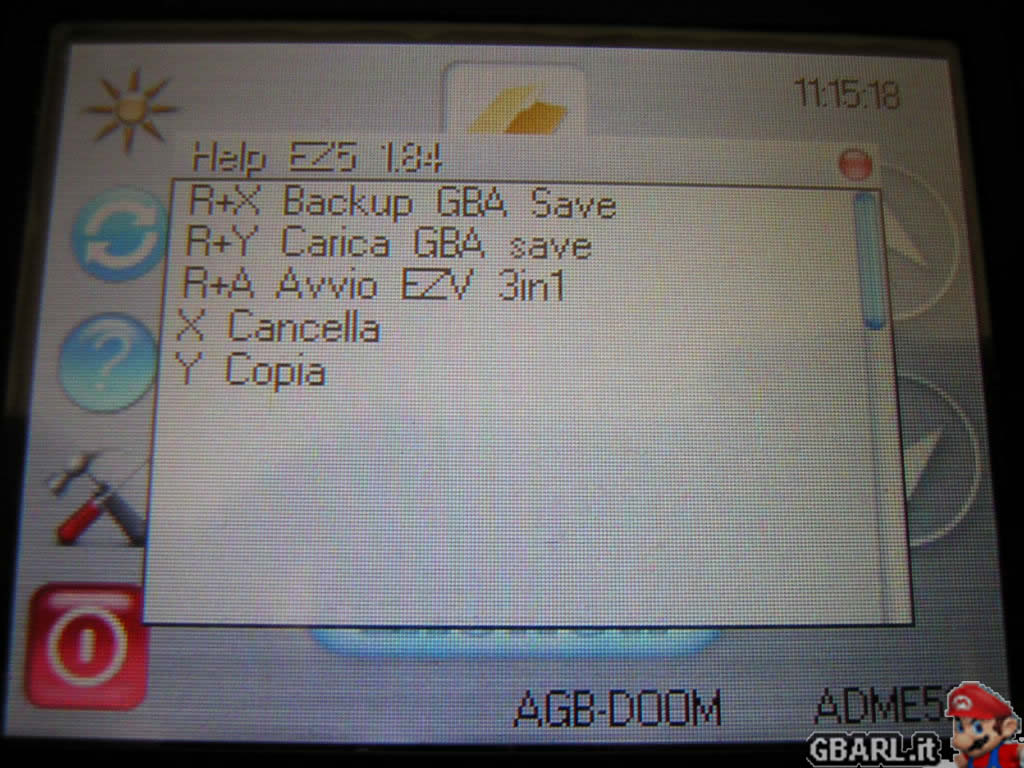 11:15:18
Help EZ5 1.84
R+X Backup GBA Save
R+Y Carica GBA save
R+A Avvio EZV 3in1
X Cancella
Y Copia
AGB-DOOM ADME5
GBARL.it